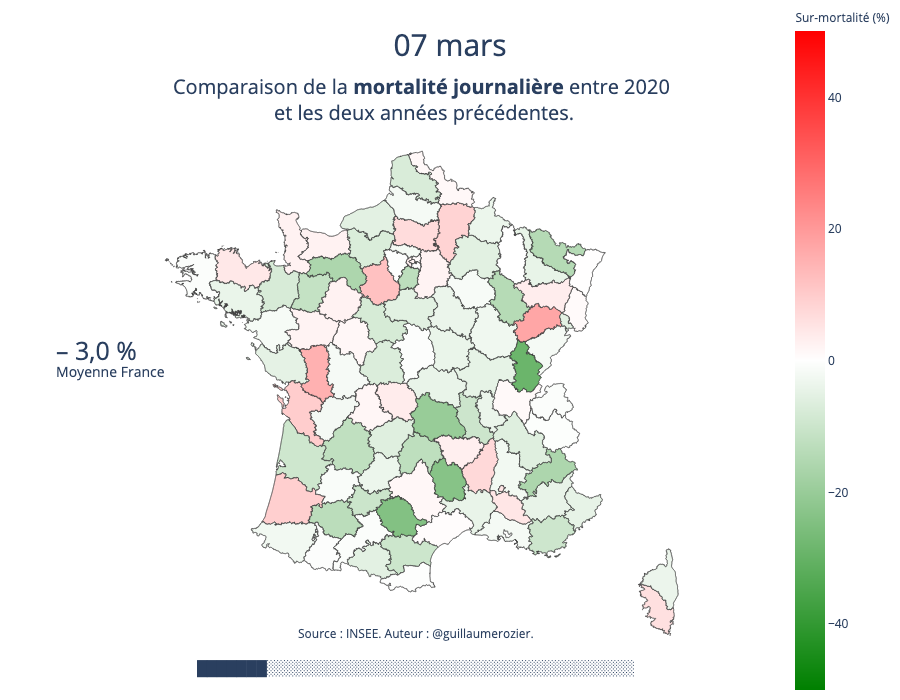 07 mars
Comparaison de la mortalité journalière entre 2020
et les deux années précédentes.
Sur-mortalité (%)
40
20
0
−20
−40
– 3,0 %
Moyenne France
Source : INSEE. Auteur : @guillaumerozier.